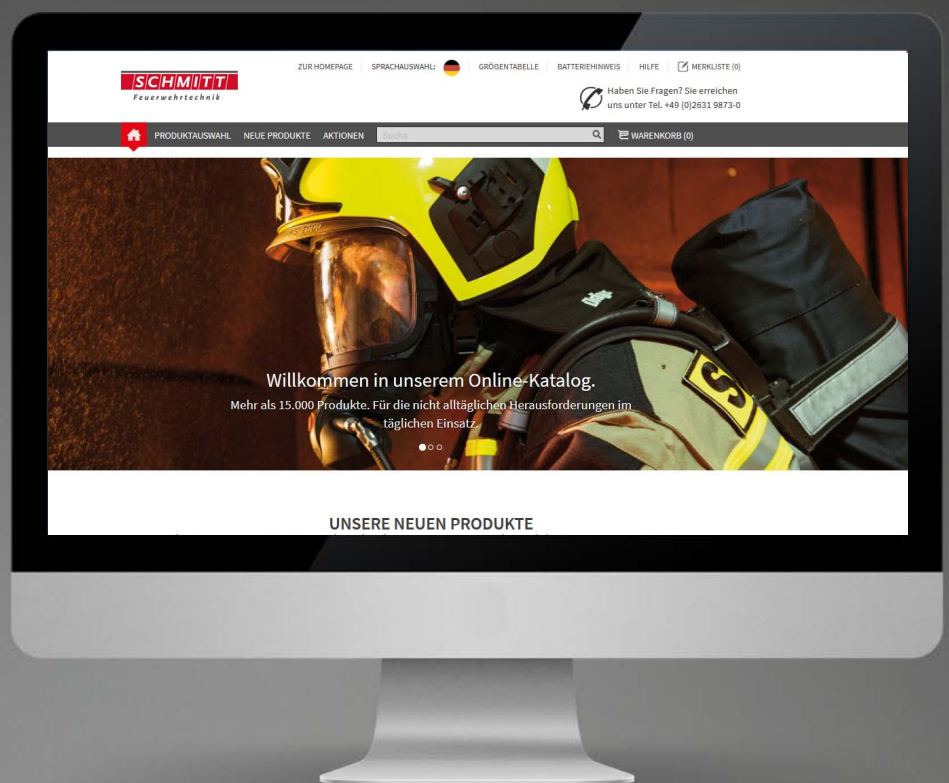 SCHMITT
Feuerwehrtechnik
ZUR HOMEPAGE SPRACHAUSWAHL: GRÖßENTABELLE BATTERIEHINWEIS HILFE MERKLISTE (0)
Haben Sie Fragen? Sie erreichen
uns unter Tel. +49 (0)2631 9873-0
PRODUKTAUSWAHL NEUE PRODUKTE AKTIONEN Suche WARENKORB (0)
Dräger
S
Willkommen in unserem Online-Katalog.
Mehr als 15.000 Produkte. Für die nicht alltäglichen Herausforderungen im
täglichen Einsatz.
UNSERE NEUEN PRODUKTE